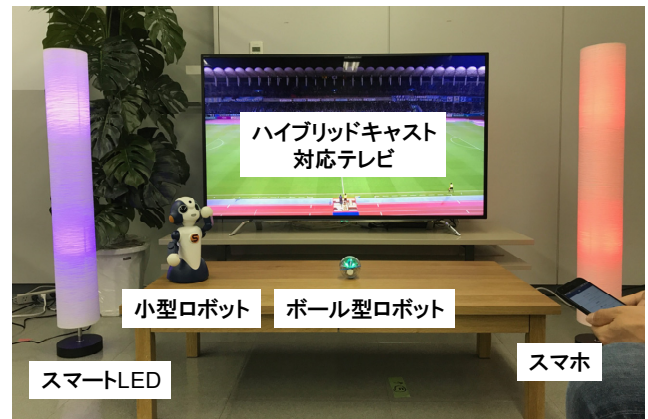 ハイブリッドキャスト
対応テレビ
小型ロボット
ボール型ロボット
スマホ
スマートLED